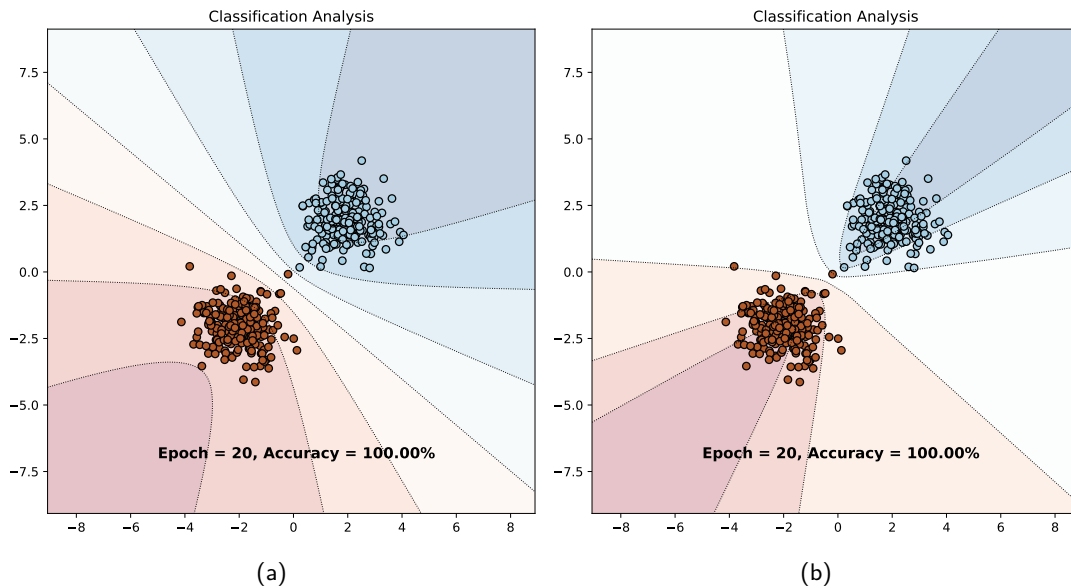 Classification Analysis
7.5
5.0
2.5
0.0
−2.5
−5.0
−7.5
Epoch = 20, Accuracy = 100.00%
−8 −6 −4 −2 0 2 4 6 8
(a)
Classification Analysis
7.5
5.0
2.5
0.0
−2.5
−5.0
−7.5
Epoch = 20, Accuracy = 100.00%
−8 −6 −4 −2 0 2 4 6 8
(b)